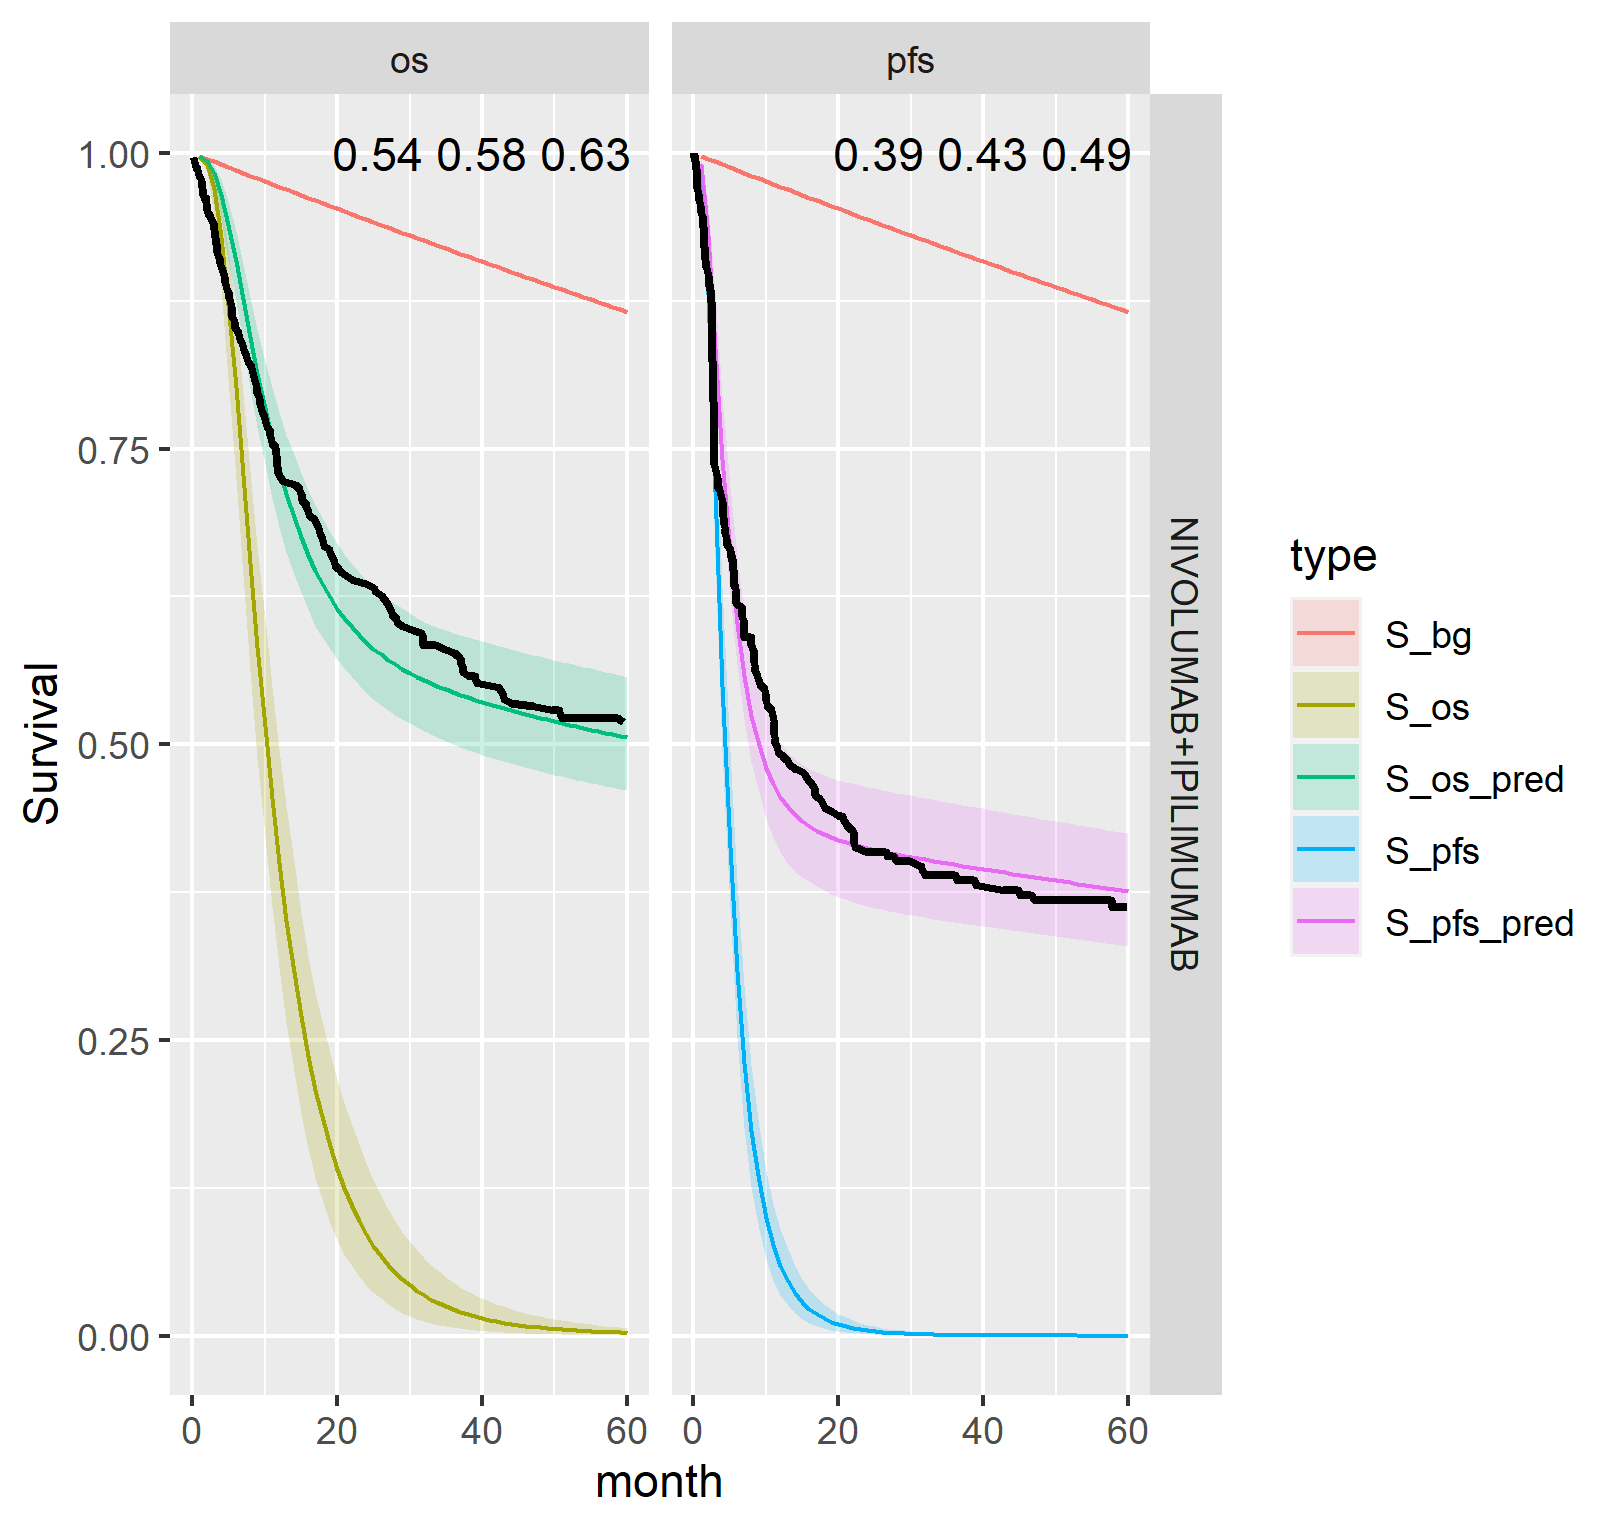 os
pfs
0.54 0.58 0.63
0.39 0.43 0.49
1.00
0.75
0.50
0.25
0.00
Survival
0 20 40 60
0 20 40 60
month
NIVOLUMAB+IPILIMUMAB
type
S_bg
S_os
S_os_pred
S_pfs
S_pfs_pred